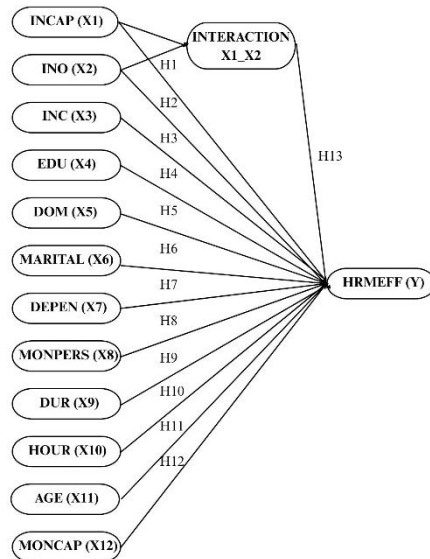 INCAP (X1)
INTERACTION
X1_X2
H1
INO (X2)
H2
INC (X3)
H3
H13
H4
EDU (X4)
H5
DOM (X5)
H6
MARITAL (X6)
HRMEFF (Y)
H7
DEPEN (X7)
H8
MONPERS (X8)
H9
DUR (X9)
H10
HOUR (X10)
H11
H12
AGE (X11)
MONCAP (X12)